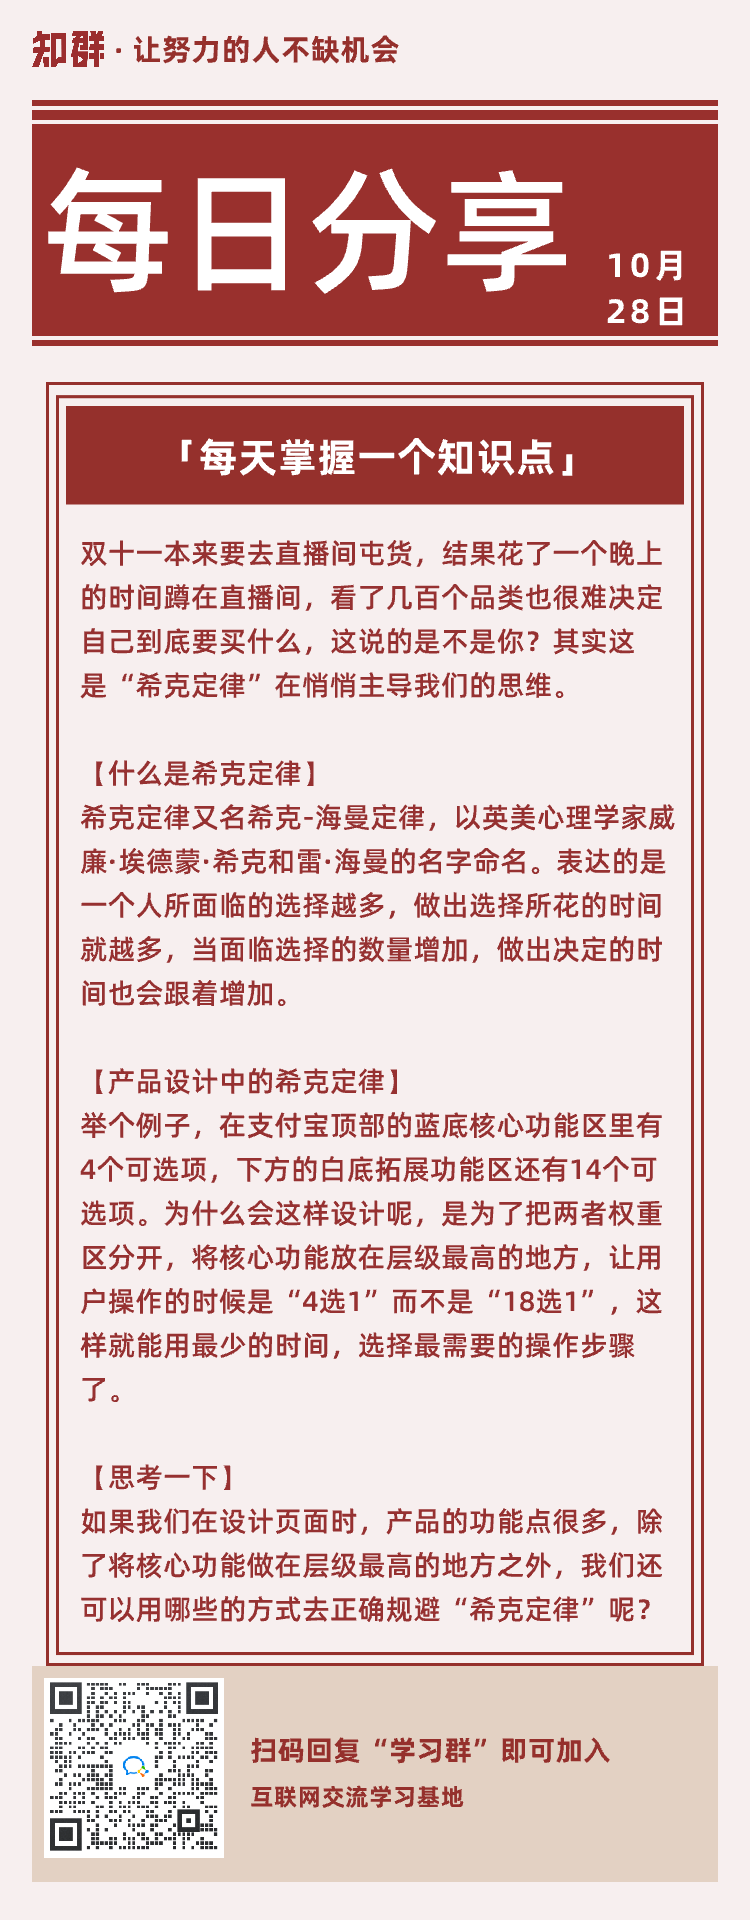 知群·让努力的人不缺机会
每日分享
10月
28日
「每天掌握一个知识点」
双十一本来要去直播间屯货，结果花了一个晚上
的时间蹲在直播间，看了几百个品类也很难决定
自己到底要买什么，这说的是不是你？其实这
是“希克定律”在悄悄主导我们的思维。
【什么是希克定律】
希克定律又名希克-海曼定律，以英美心理学家威
廉·埃德蒙·希克和雷·海曼的名字命名。表达的是
一个人所面临的选择越多，做出选择所花的时间
就越多，当面临选择的数量增加，做出决定的时
间也会跟着增加。
【产品设计中的希克定律】
举个例子，在支付宝顶部的蓝底核心功能区里有
4个可选项，下方的白底拓展功能区还有14个可
选项。为什么会这样设计呢，是为了把两者权重
区分开，将核心功能放在层级最高的地方，让用
户操作的时候是“4选1”而不是“18选1”，这
样就能用最少的时间，选择最需要的操作步骤
了。
【思考一下】
如果我们在设计页面时，产品的功能点很多，除
了将核心功能做在层级最高的地方之外，我们还
可以用哪些的方式去正确规避“希克定律”呢？
扫码回复“学习群”即可加入
互联网交流学习基地